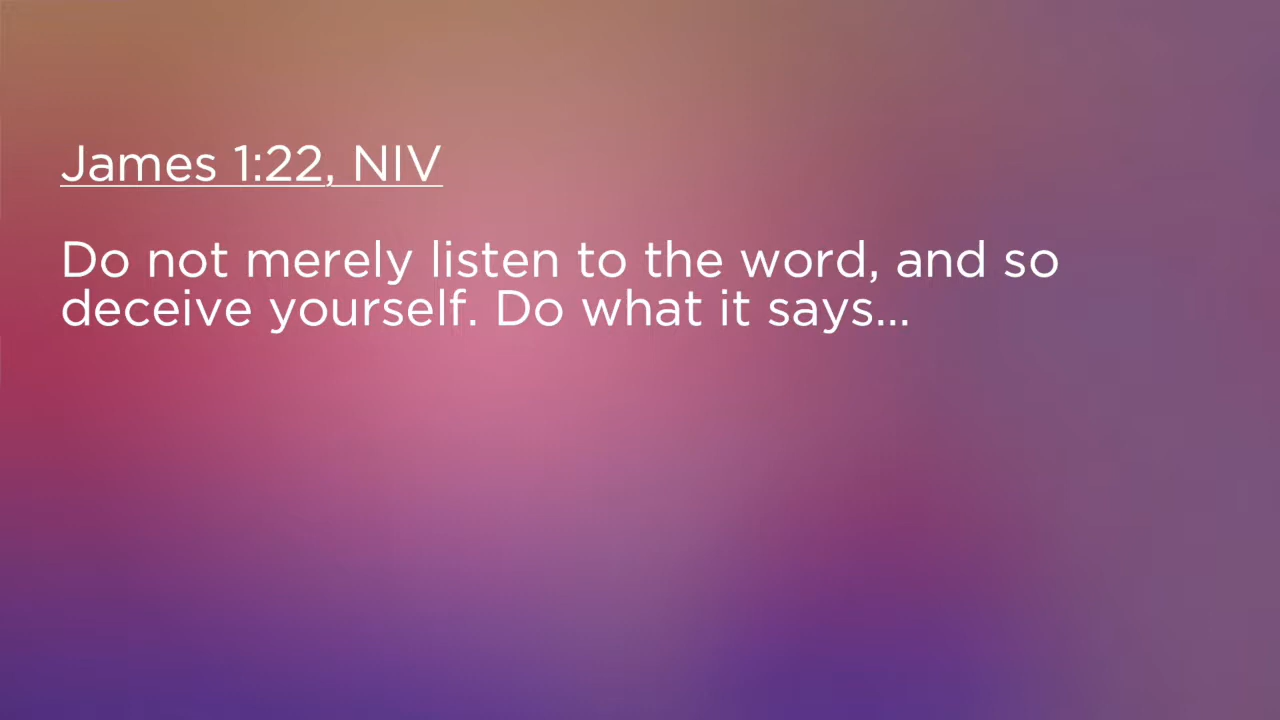 James 1:22, NIV
Do not merely listen to the word, and so
deceive yourself. Do what it says...